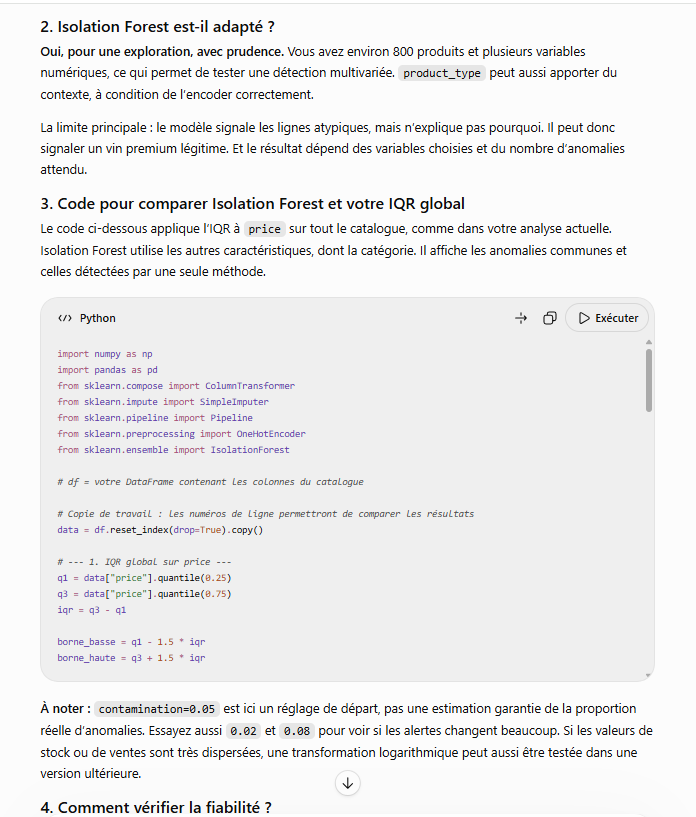 2. Isolation Forest est-il adapté ?
Oui, pour une exploration, avec prudence. Vous avez environ 800 produits et plusieurs variables
numériques, ce qui permet de tester une détection multivariée. product_type peut aussi apporter du
contexte, à condition de l'encoder correctement.
La limite principale : le modèle signale les lignes atypiques, mais n'explique pas pourquoi. Il peut donc
signaler un vin premium légitime. Et le résultat dépend des variables choisies et du nombre d'anomalies
attendu.
3. Code pour comparer Isolation Forest et votre IQR global
Le code ci-dessous applique l'IQR à price sur tout le catalogue, comme dans votre analyse actuelle.
Isolation Forest utilise les autres caractéristiques, dont la catégorie. Il affiche les anomalies communes et
celles détectées par une seule méthode.
</> Python
Exécuter
import numpy as np
import pandas as pd
from sklearn.compose import ColumnTransformer
from sklearn.impute import SimpleImputer
from sklearn.pipeline import Pipeline
from sklearn.preprocessing import OneHotEncoder
from sklearn.ensemble import IsolationForest
# df = votre DataFrame contenant les colonnes du catalogue
# Copie de travail : les numéros de ligne permettront de comparer les résultats
data = df.reset_index(drop=True).copy()
# --- 1. IQR global sur price ---
q1 = data["price"].quantile(0.25)
q3 = data["price"].quantile(0.75)
iqr = q3 - q1
borne_basse = q1 - 1.5 * iqr
borne_haute = q3 + 1.5 * iqr
À noter : contamination=0.05 est ici un réglage de départ, pas une estimation garantie de la proportion
réelle d'anomalies. Essayez aussi 0.02 et 0.08 pour voir si les alertes changent beaucoup. Si les valeurs de
stock ou de ventes sont très dispersées, une transformation logarithmique peut aussi être testée dans une
version ultérieure.
4. Comment vérifier la fiabilité ?